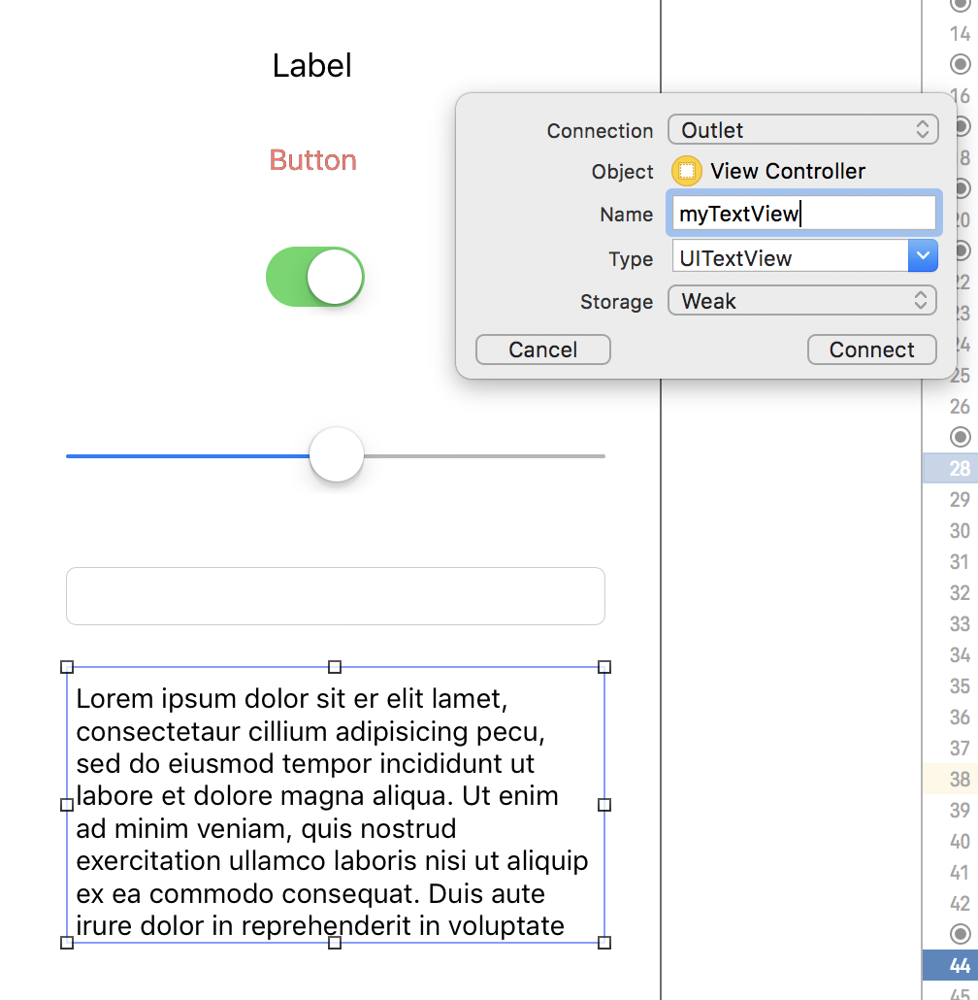 Label
Button
Connection Outlet
Object View Controller
Name myTextView
Type UITextView
Storage Weak
Cancel Connect
Lorem ipsum dolor sit er elit lamet,
consectetaur cillium adipisicing pecu,
sed do eiusmod tempor incididunt ut
labore et dolore magna aliqua. Ut enim
ad minim veniam, quis nostrud
exercitation ullamco laboris nisi ut aliquip
ex ea commodo consequat. Duis aute
irure dolor in reprehenderit in voluptate
14
16
8
20
22
23
24
25
26
28
29
30
31
32
33
34
35
36
37
38
39
40
41
42
44
45